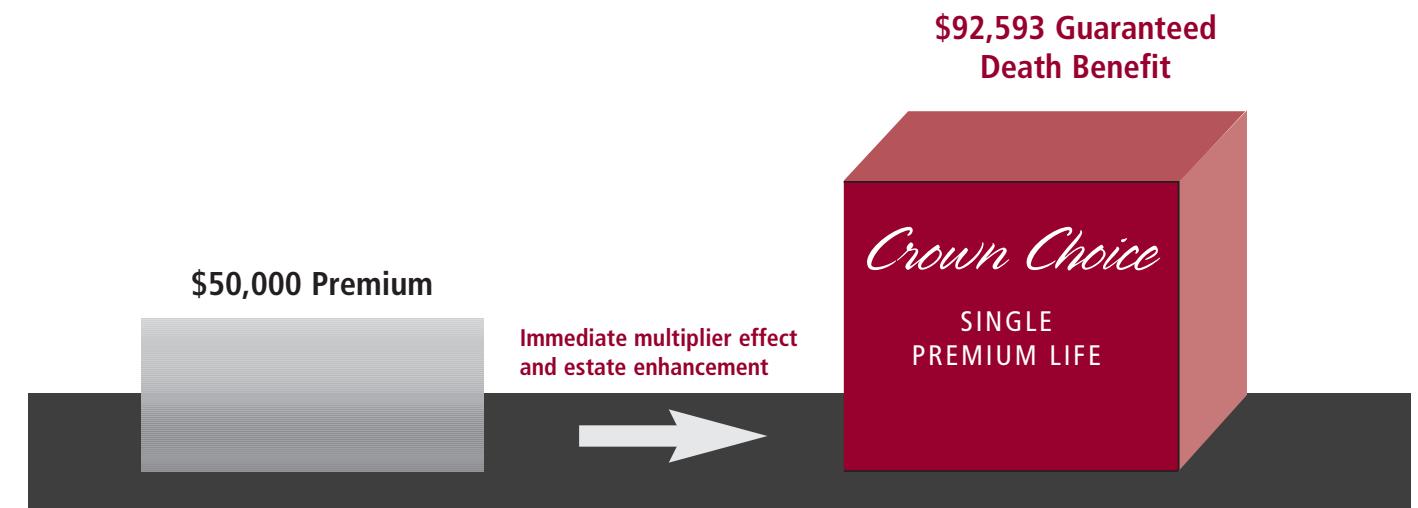 $92,593 Guaranteed
Death Benefit
$50,000 Premium
Immediate multiplier effect
and estate enhancement
Crown Choice
SINGLE
PREMIUM LIFE